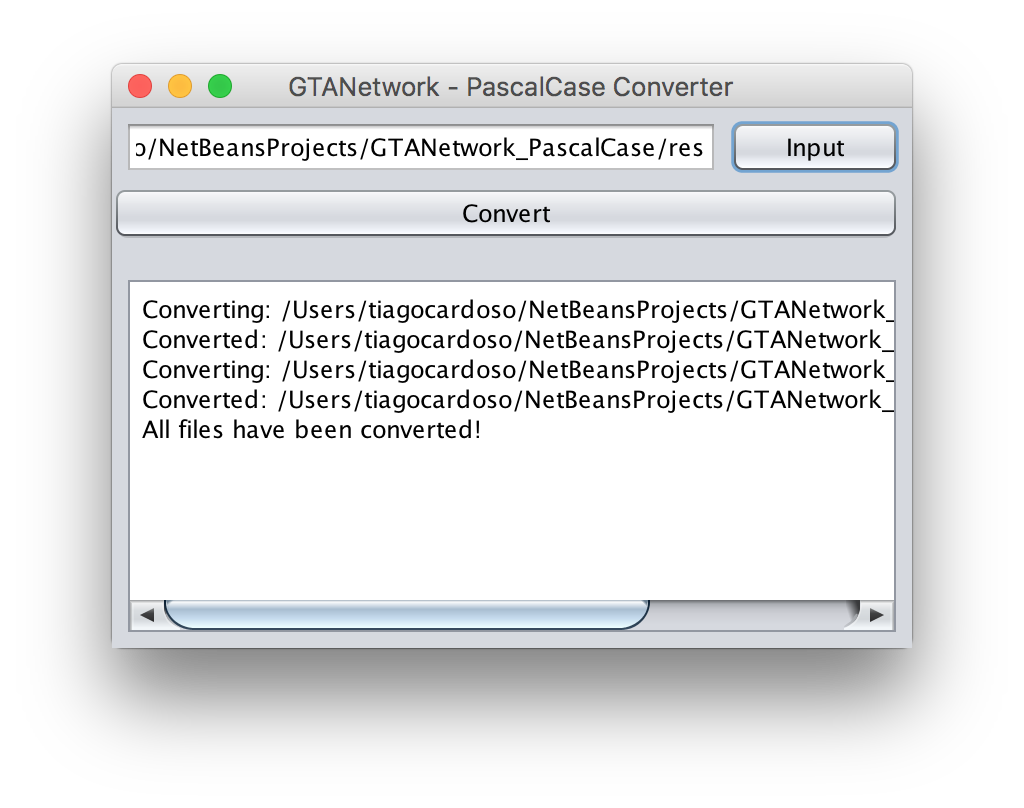 GTANetwork - PascalCase Converter
o/NetBeansProjects/GTANetwork_PascalCase/res
Input
Convert
Converting: /Users/tiagocardoso/NetBeansProjects/GTANetwork_
Converted: /Users/tiagocardoso/NetBeansProjects/GTANetwork_
Converting: /Users/tiagocardoso/NetBeansProjects/GTANetwork_
Converted: /Users/tiagocardoso/NetBeansProjects/GTANetwork_
All files have been converted!